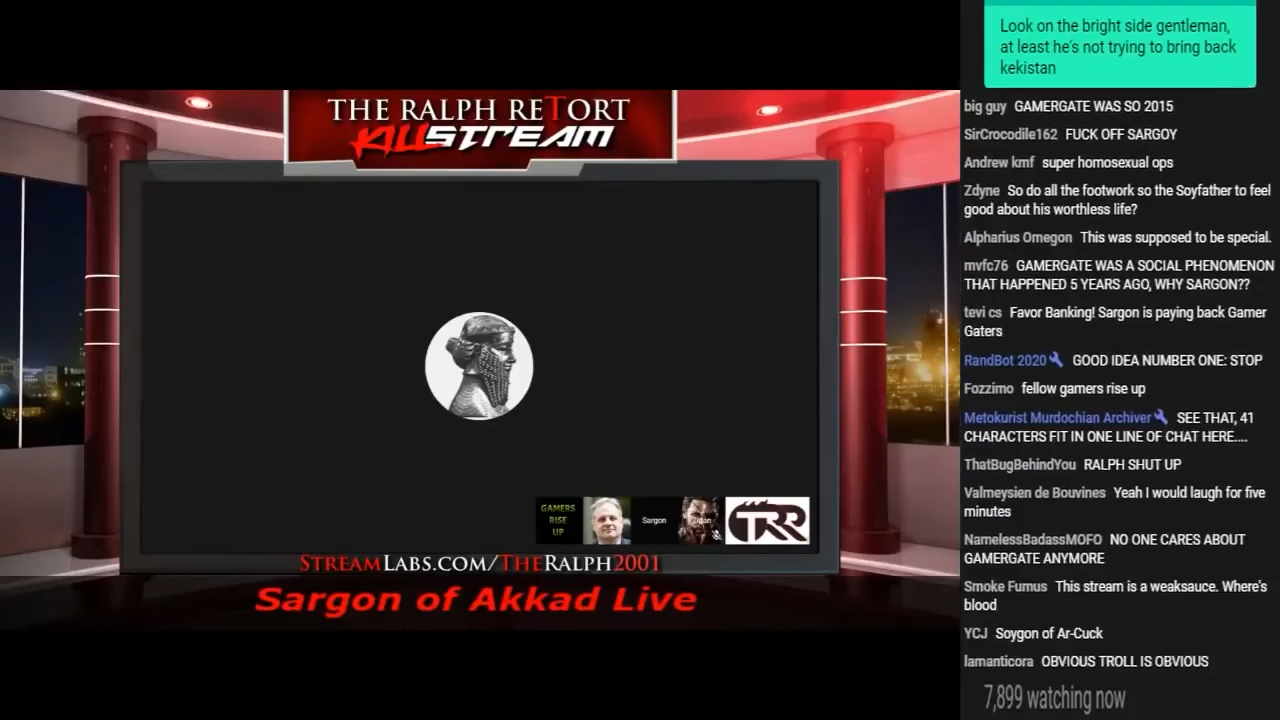 THE RALPH RETORT
KILLSTREAM
GAMERS
RISE
UP
Sargon
Zidan
TRR
STREAMLABS.COM/THERALPH2001
Sargon of Akkad Live
Look on the bright side gentleman,
at least he's not trying to bring back
kekistan
big guy GAMERGATE WAS SO 2015
SirCrocodile162 FUCK OFF SARGOY
Andrew kmf super homosexual ops
Zdyne So do all the footwork so the Soyfather to feel
good about his worthless life?
Alpharius Omegon This was supposed to be special.
mvfc76 GAMERGATE WAS A SOCIAL PHENOMENON
THAT HAPPENED 5 YEARS AGO, WHY SARGON??
tevi cs Favor Banking! Sargon is paying back Gamer
Gaters
RandBot 2020 GOOD IDEA NUMBER ONE: STOP
Fozzimo fellow gamers rise up
Metokurist Murdochian Archiver SEE THAT, 41
CHARACTERS FIT IN ONE LINE OF CHAT HERE....
ThatBugBehindYou RALPH SHUT UP
Valmeysien de Bouvines Yeah I would laugh for five
minutes
NamelessBadassMOFO NO ONE CARES ABOUT
GAMERGATE ANYMORE
Smoke Fumus This stream is a weaksauce. Where's
blood
YCJ Soygon of Ar-Cuck
lamanticora OBVIOUS TROLL IS OBVIOUS
7,899 watching now